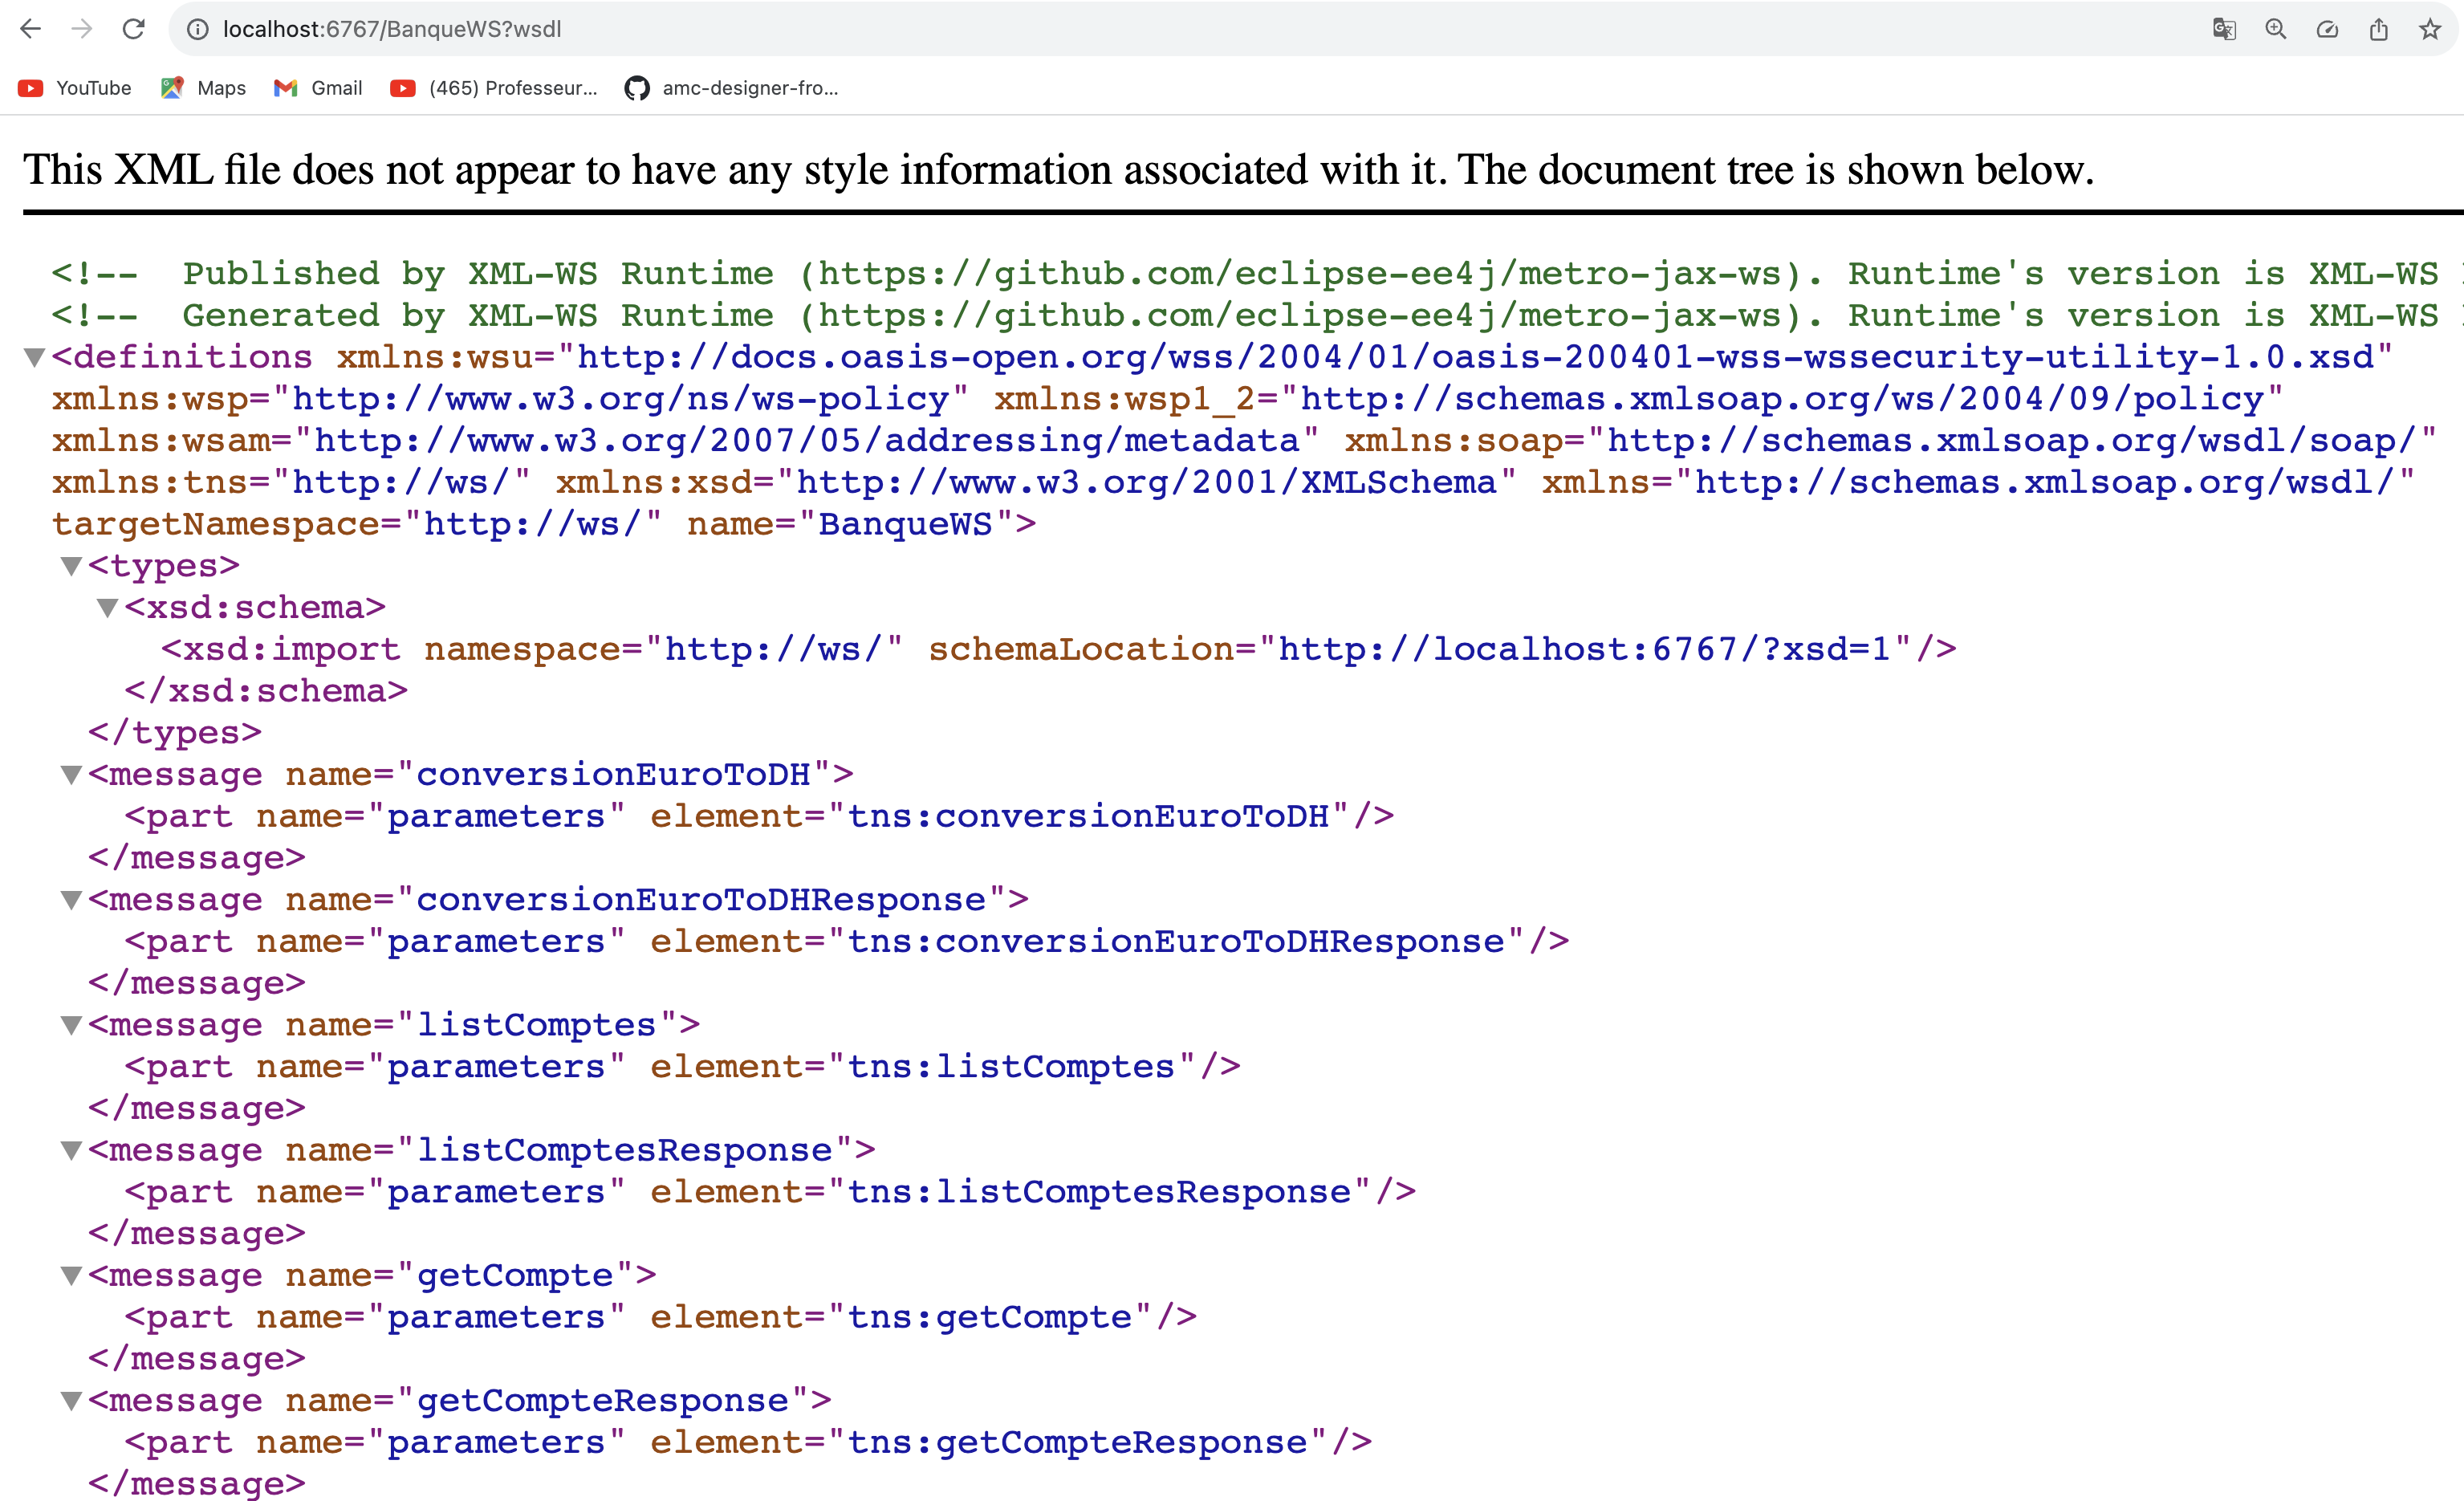 localhost:6767/BanqueWS?wsdl
YouTube Maps Gmail (465) Professeur... amc-designer-fro...
This XML file does not appear to have any style information associated with it. The document tree is shown below.
<!-- Published by XML-WS Runtime (https://github.com/eclipse-ee4j/metro-jax-ws). Runtime's version is XML-WS
<!-- Generated by XML-WS Runtime (https://github.com/eclipse-ee4j/metro-jax-ws). Runtime's version is XML-WS
<definitions xmlns:wsu="http://docs.oasis-open.org/wss/2004/01/oasis-200401-wss-wssecurity-utility-1.0.xsd"
xmlns:wsp="http://www.w3.org/ns/ws-policy" xmlns:wsp1_2="http://schemas.xmlsoap.org/ws/2004/09/policy"
xmlns:wsam="http://www.w3.org/2007/05/addressing/metadata" xmlns:soap="http://schemas.xmlsoap.org/wsdl/soap/"
xmlns:tns="http://ws/" xmlns:xsd="http://www.w3.org/2001/XMLSchema" xmlns="http://schemas.xmlsoap.org/wsdl/"
targetNamespace="http://ws/" name="BanqueWS">
<types>
<xsd:schema>
<xsd:import namespace="http://ws/" schemaLocation="http://localhost:6767/?xsd=1"/>
</xsd:schema>
</types>
<message name="conversionEuroToDH">
<part name="parameters" element="tns:conversionEuroToDH"/>
</message>
<message name="conversionEuroToDHResponse">
<part name="parameters" element="tns:conversionEuroToDHResponse"/>
</message>
<message name="listComptes">
<part name="parameters" element="tns:listComptes"/>
</message>
<message name="listComptesResponse">
<part name="parameters" element="tns:listComptesResponse"/>
</message>
<message name="getCompte">
<part name="parameters" element="tns:getCompte"/>
</message>
<message name="getCompteResponse">
<part name="parameters" element="tns:getCompteResponse"/>
</message>